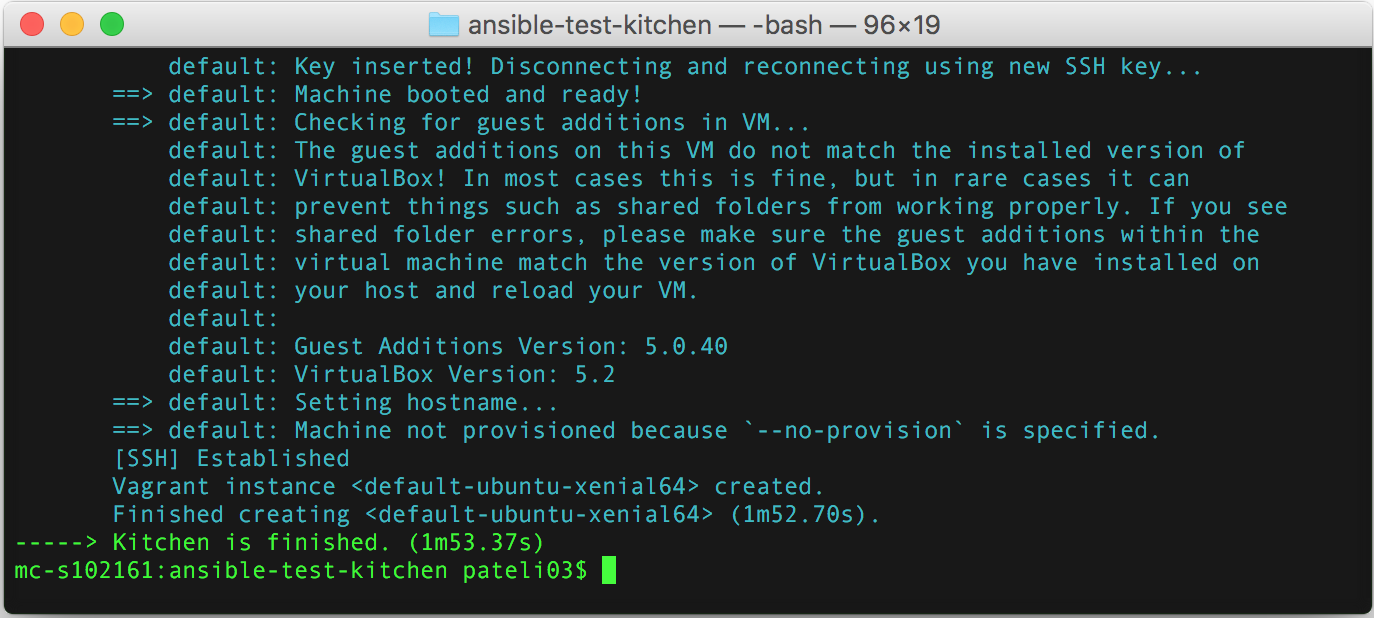 ansible-test-kitchen — -bash — 96×19
default: Key inserted! Disconnecting and reconnecting using new SSH key...
==> default: Machine booted and ready!
==> default: Checking for guest additions in VM...
default: The guest additions on this VM do not match the installed version of
default: VirtualBox! In most cases this is fine, but in rare cases it can
default: prevent things such as shared folders from working properly. If you see
default: shared folder errors, please make sure the guest additions within the
default: virtual machine match the version of VirtualBox you have installed on
default: your host and reload your VM.
default:
default: Guest Additions Version: 5.0.40
default: VirtualBox Version: 5.2
==> default: Setting hostname...
==> default: Machine not provisioned because `--no-provision` is specified.
[SSH] Established
Vagrant instance <default-ubuntu-xenial64> created.
Finished creating <default-ubuntu-xenial64> (1m52.70s).
-----> Kitchen is finished. (1m53.37s)
mc-s102161:ansible-test-kitchen pateli03$